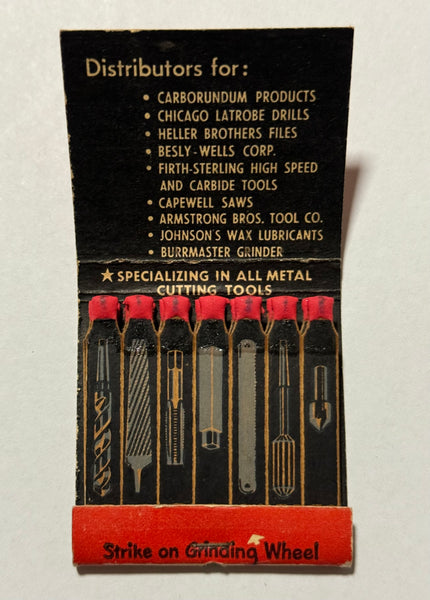 Distributors for:
• CARBORUNDUM PRODUCTS
• CHICAGO LATROBE DRILLS
• HELLER BROTHERS FILES
• BESLY-WELLS CORP.
• FIRTH-STERLING HIGH SPEED
AND CARBIDE TOOLS
• CAPEWELL SAWS
• ARMSTRONG BROS. TOOL CO.
• JOHNSON'S WAX LUBRICANTS
• BURRMASTER GRINDER
★SPECIALIZING IN ALL METAL
CUTTING TOOLS
Strike on Grinding Wheel